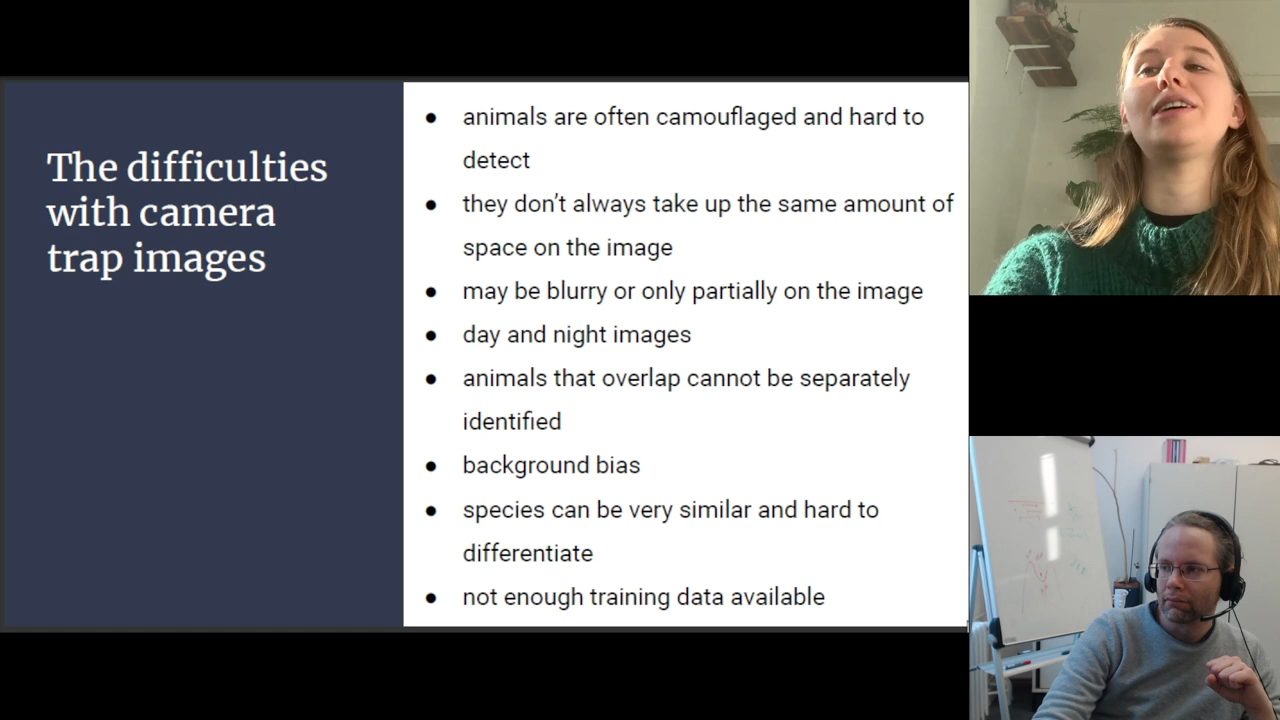 The difficulties
with camera
trap images
● animals are often camouflaged and hard to
detect
● they don't always take up the same amount of
space on the image
● may be blurry or only partially on the image
● day and night images
● animals that overlap cannot be separately
identified
● background bias
● species can be very similar and hard to
differentiate
● not enough training data available